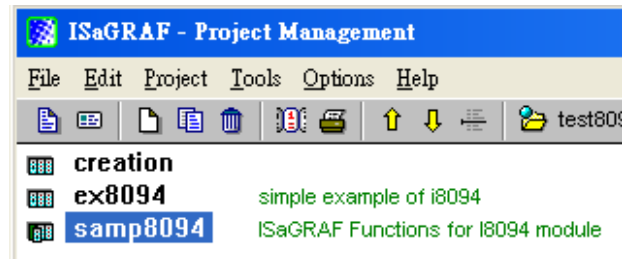 ISaGRAF - Project Management
File Edit Project Tools Options Help
test809
creation
ex8094 simple example of i8094
samp8094 ISaGRAF Functions for I8094 module